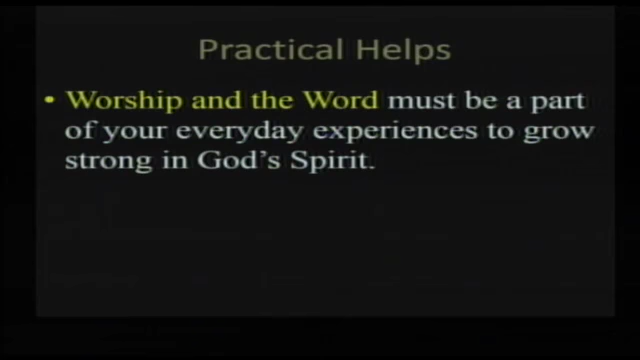 Practical Helps
• Worship and the Word must be a part
of your everyday experiences to grow
strong in God's Spirit.